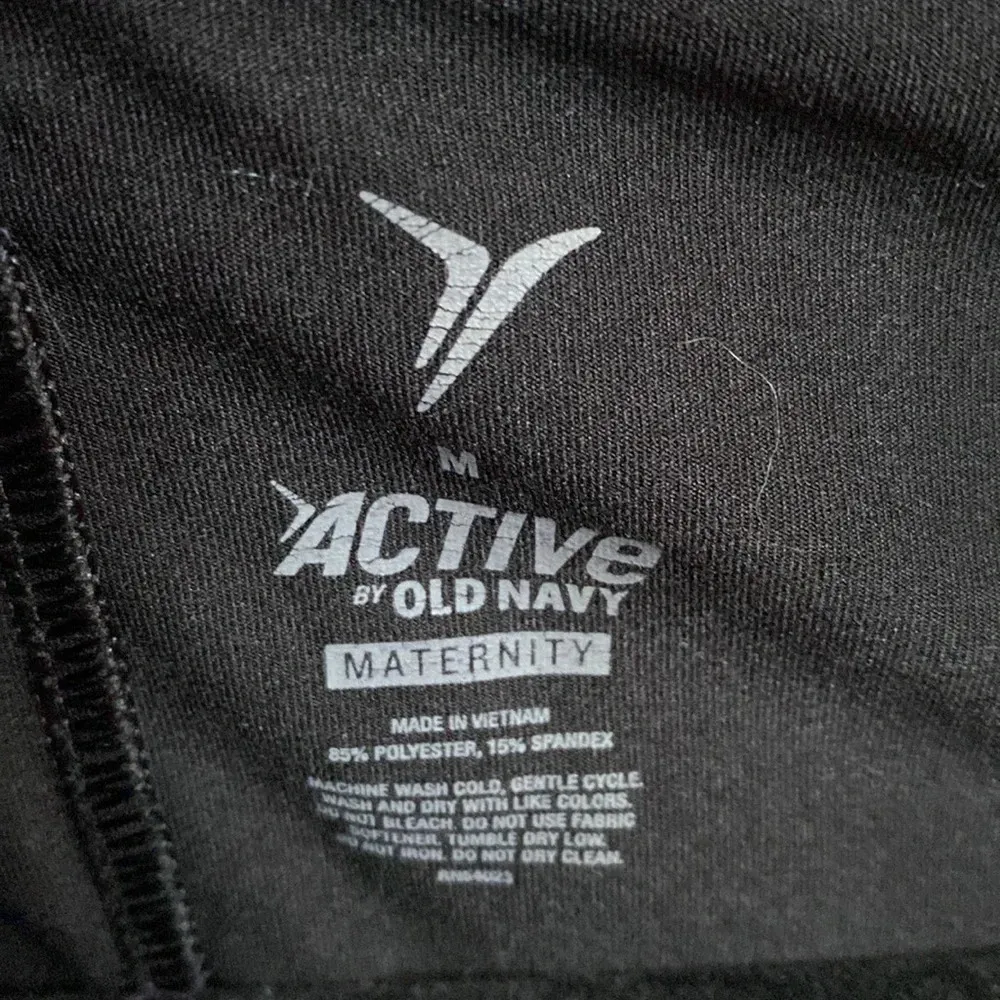 M
ACTIVe
BY OLD NAVY
MATERNITY
MADE IN VIETNAM
85% POLYESTER, 15% SPANDEX
MACHINE WASH COLD, GENTLE CYCLE.
WASH AND DRY WITH LIKE COLORS.
DO NOT BLEACH. DO NOT USE FABRIC
SOFTENER. TUMBLE DRY LOW.
DO NOT IRON. DO NOT DRY CLEAN.
RN54023